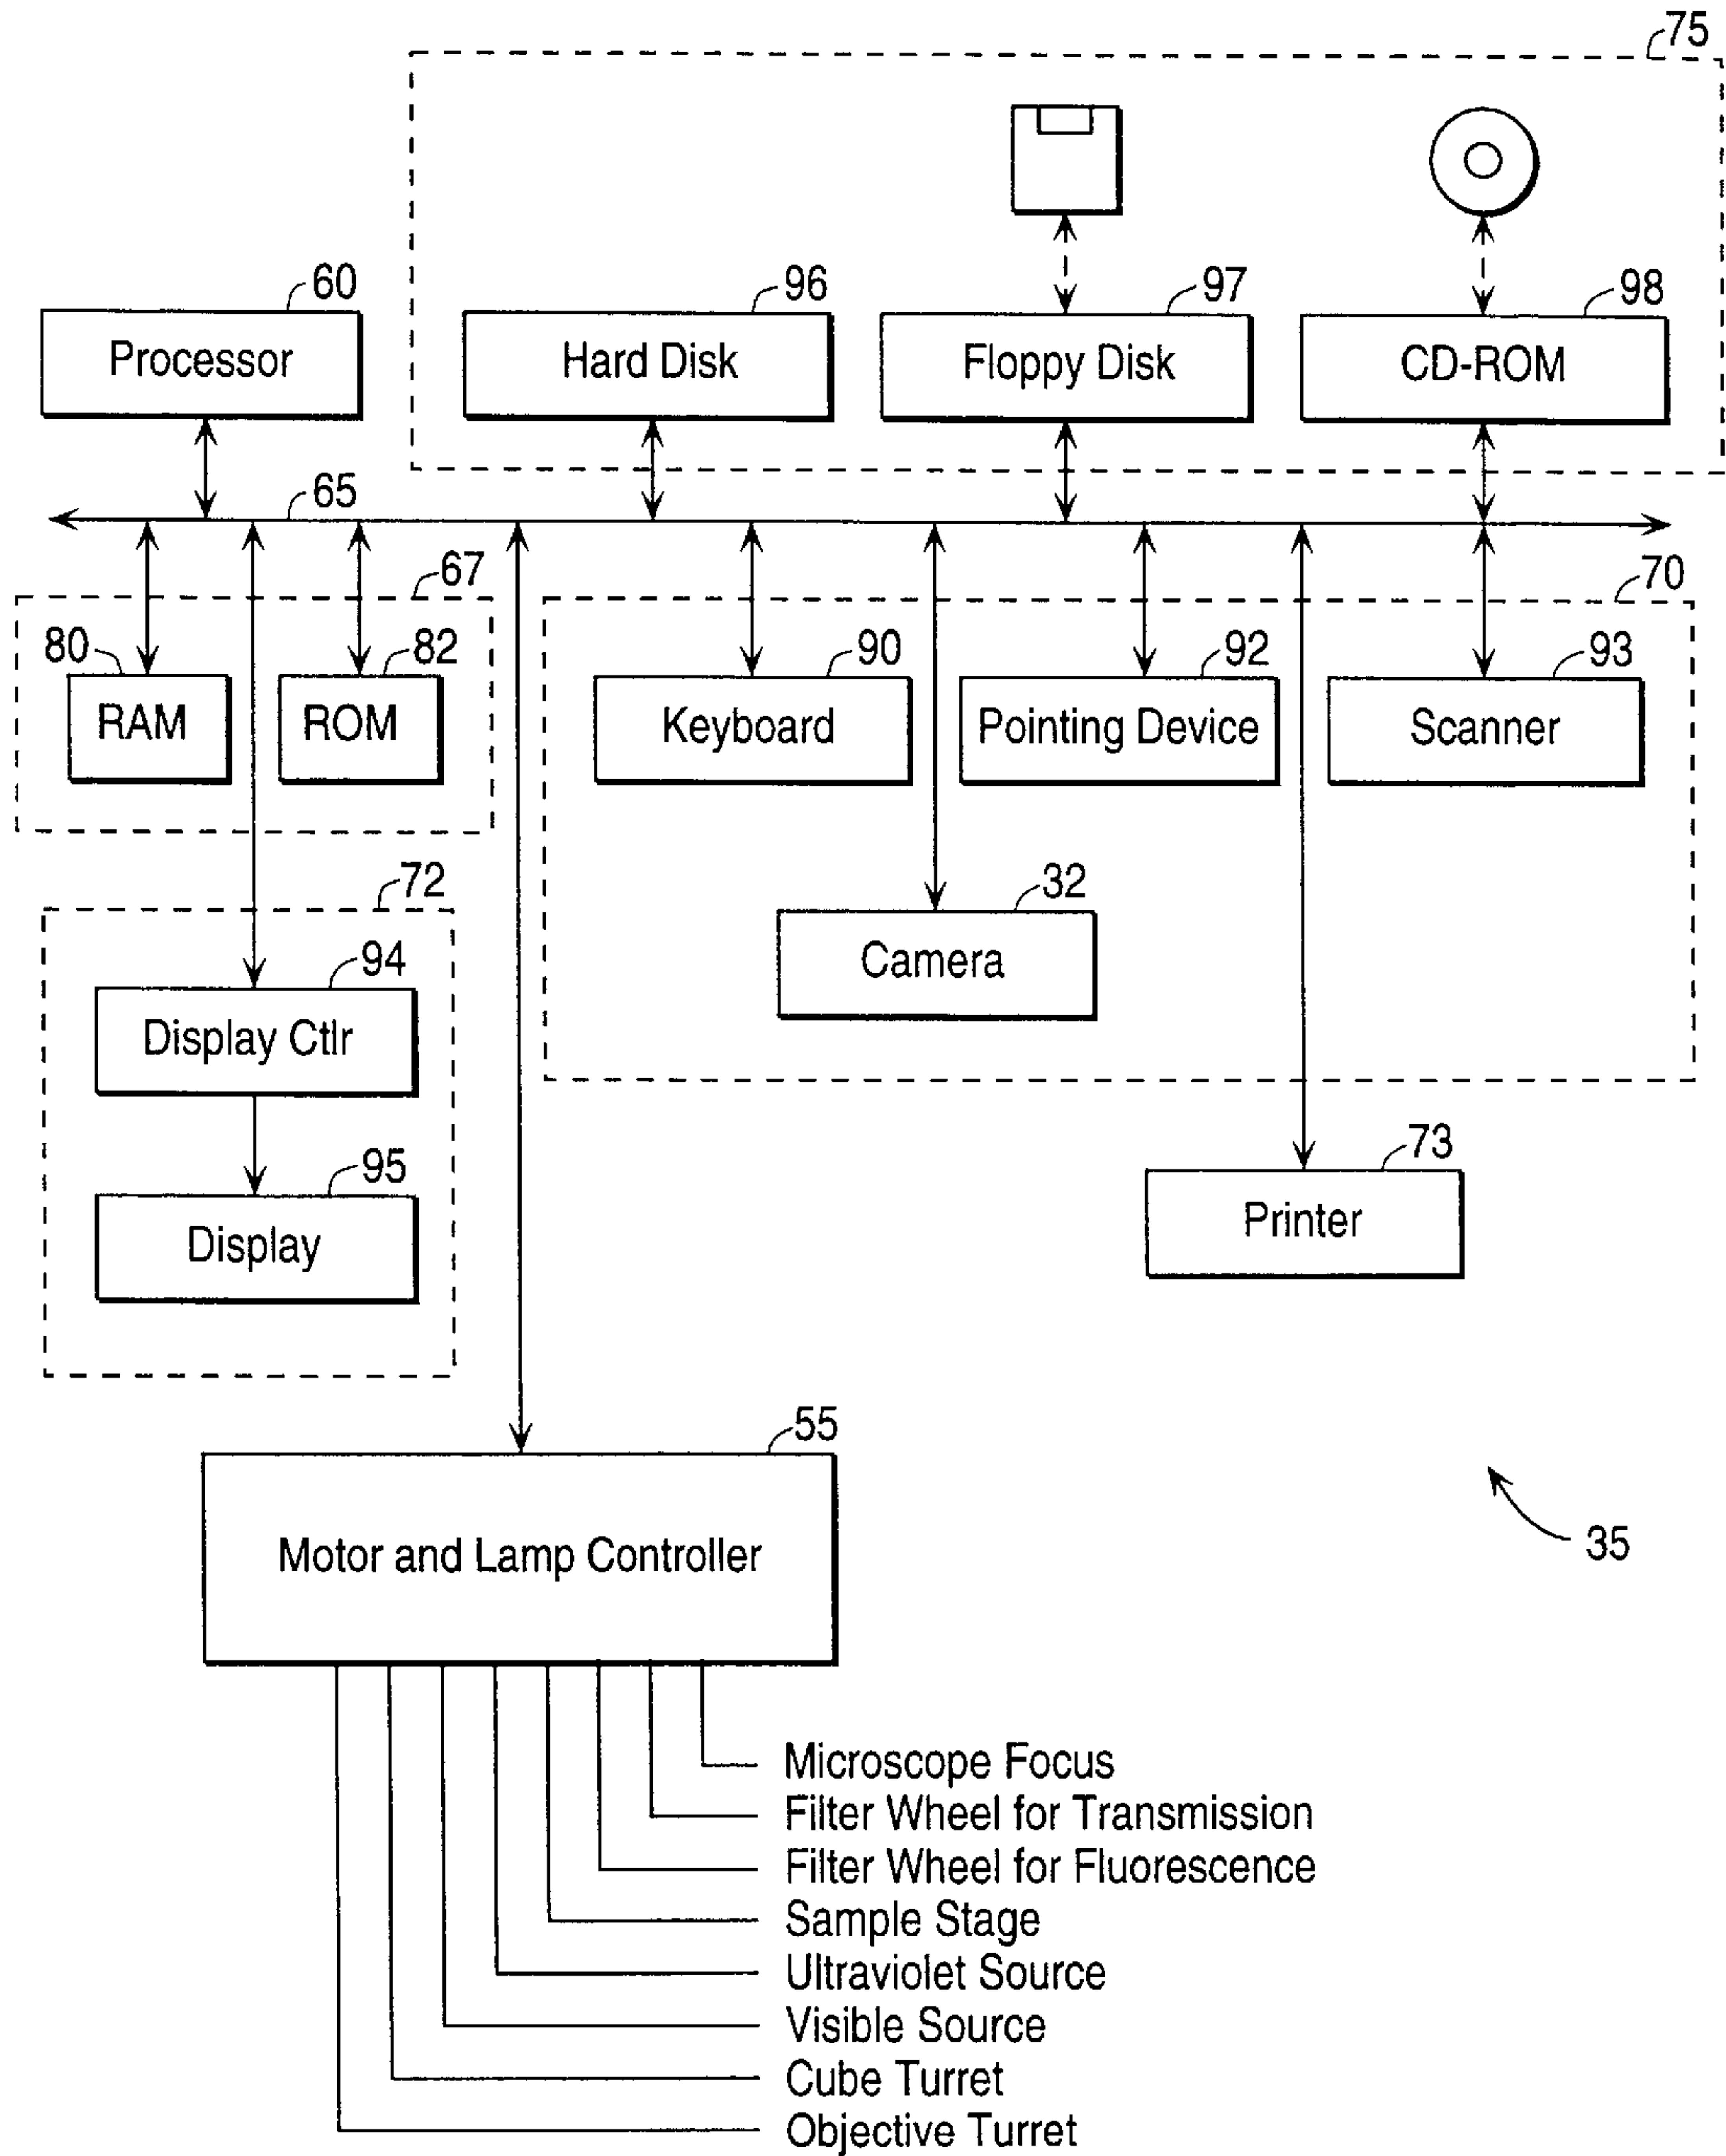 75
60
Processor
96
Hard Disk
97
Floppy Disk
98
CD-ROM
65
67
70
80
RAM
82
ROM
90
Keyboard
92
Pointing Device
93
Scanner
32
Camera
72
94
Display Ctlr
95
Display
73
Printer
55
Motor and Lamp Controller
35
Microscope Focus
Filter Wheel for Transmission
Filter Wheel for Fluorescence
Sample Stage
Ultraviolet Source
Visible Source
Cube Turret
Objective Turret